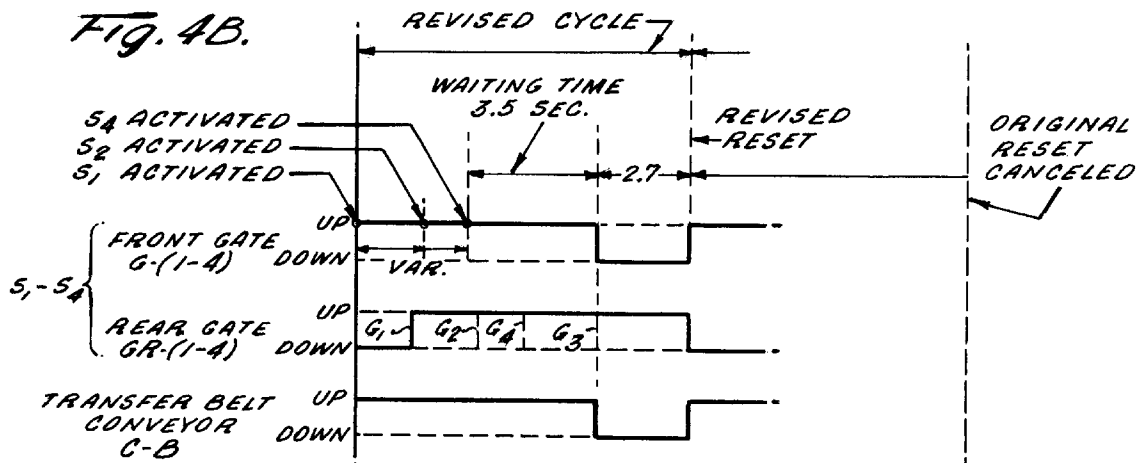 Fig. 4B.
REVISED CYCLE
WAITING TIME
3.5 SEC.
REVISED
RESET
ORIGINAL
RESET
CANCELED
S4 ACTIVATED
S2 ACTIVATED
S1 ACTIVATED
2.7
UP
FRONT GATE
G-(1-4)
DOWN
VAR.
S1-S4
UP
REAR GATE
GR-(1-4)
DOWN
G1 G2 G4 G3
TRANSFER BELT
CONVEYOR
C-B
UP
DOWN